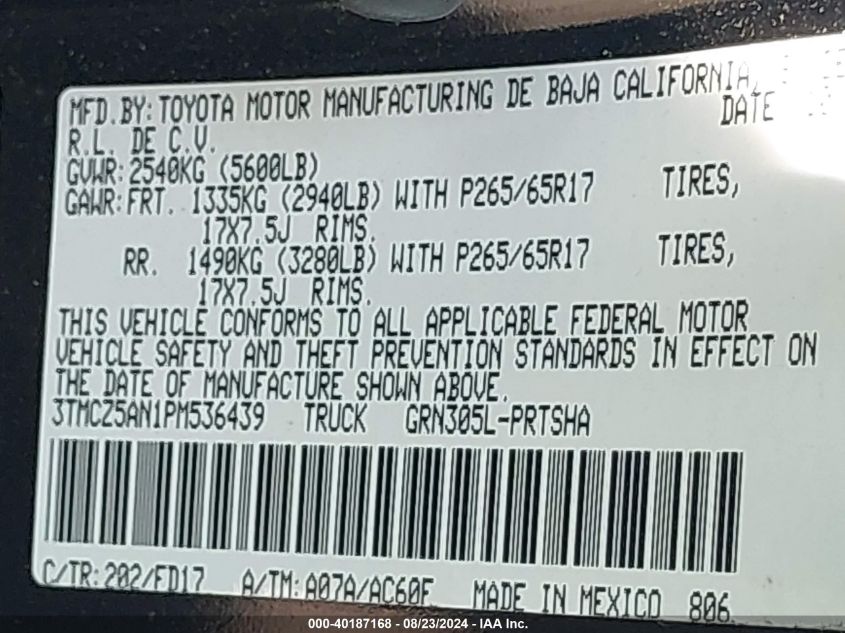 MFD. BY: TOYOTA MOTOR MANUFACTURING DE BAJA CALIFORNIA,
DATE
R.L. DE C.V.
GVWR: 2540KG (5600LB)
GAWR: FRT. 1335KG (2940LB) WITH P265/65R17 TIRES,
17X7.5J RIMS.
RR. 1490KG (3280LB) WITH P265/65R17 TIRES,
17X7.5J RIMS.
THIS VEHICLE CONFORMS TO ALL APPLICABLE FEDERAL MOTOR
VEHICLE SAFETY AND THEFT PREVENTION STANDARDS IN EFFECT ON
THE DATE OF MANUFACTURE SHOWN ABOVE.
3TMCZ5AN1PM536439 TRUCK GRN305L-PRTSHA
C/TR: 202/FD17 A/TM: A07A/AC60F MADE IN MEXICO 806
000-40187168 - 08/23/2024 - IAA Inc.